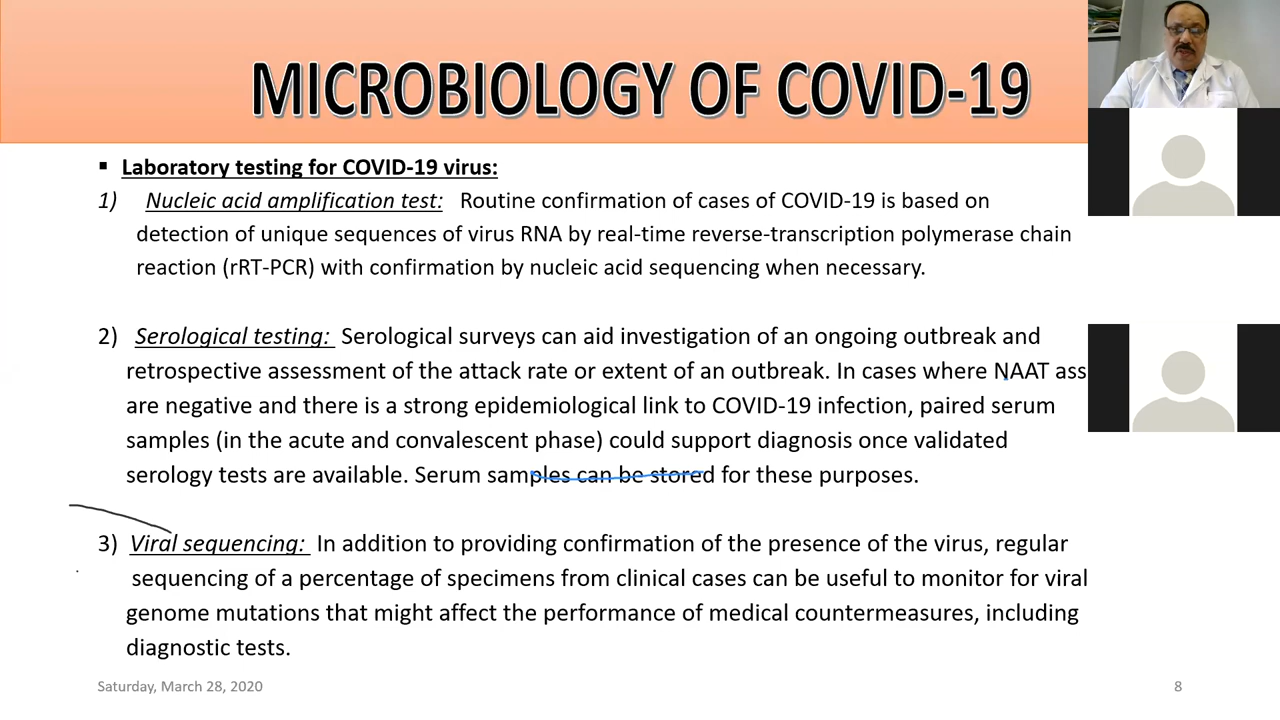 MICROBIOLOGY OF COVID-19
▪ Laboratory testing for COVID-19 virus:
1) Nucleic acid amplification test: Routine confirmation of cases of COVID-19 is based on
detection of unique sequences of virus RNA by real-time reverse-transcription polymerase chain
reaction (rRT-PCR) with confirmation by nucleic acid sequencing when necessary.
2) Serological testing: Serological surveys can aid investigation of an ongoing outbreak and
retrospective assessment of the attack rate or extent of an outbreak. In cases where NAAT ass
are negative and there is a strong epidemiological link to COVID-19 infection, paired serum
samples (in the acute and convalescent phase) could support diagnosis once validated
serology tests are available. Serum samples can be stored for these purposes.
3) Viral sequencing: In addition to providing confirmation of the presence of the virus, regular
sequencing of a percentage of specimens from clinical cases can be useful to monitor for viral
genome mutations that might affect the performance of medical countermeasures, including
diagnostic tests.
Saturday, March 28, 2020
8